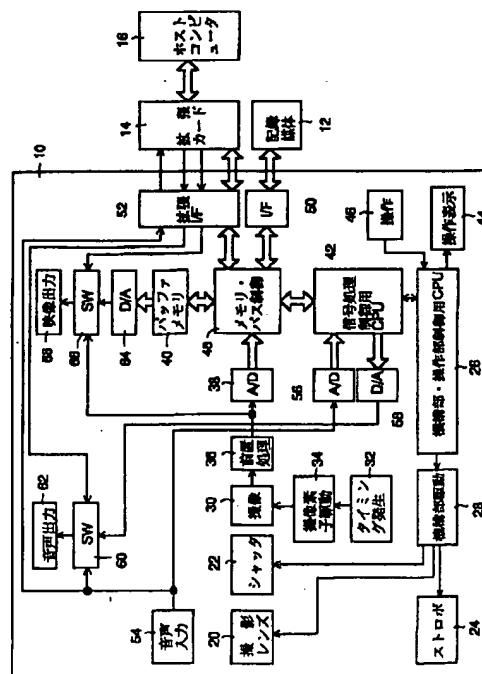 10
54
音声入力
60
SW
62
音声出力
68
映像出力
66
SW
64
D/A
40
バッファメモリ
52
拡張I/F
14
拡張カード
16
ホストコンピュータ
20
撮影レンズ
22
シャッタ
30
撮像
36
前置処理
38
A/D
48
メモリ・バス制御
50
I/F
12
記録媒体
34
撮像素子駆動
32
タイミング発生
56
A/D
58
D/A
42
信号処理制御用CPU
46
操作
44
操作表示
24
ストロボ
28
機構部駆動
26
機構部・操作部制御用CPU